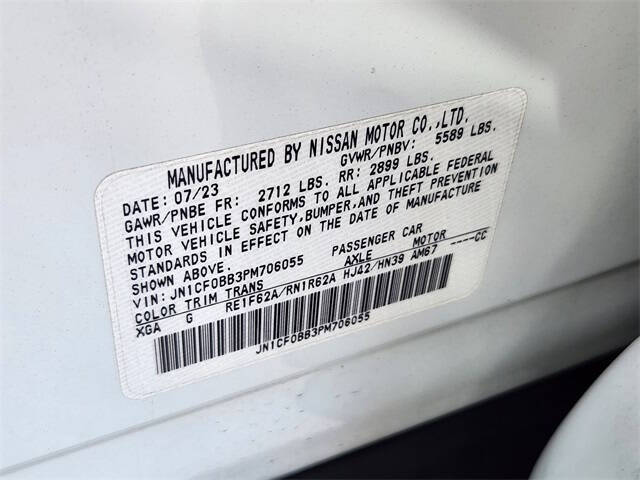 MANUFACTURED BY NISSAN MOTOR CO.,LTD.
DATE: 07/23 GVWR/PNBV: 5589 LBS.
GAWR/PNBE FR: 2712 LBS. RR: 2899 LBS.
THIS VEHICLE CONFORMS TO ALL APPLICABLE FEDERAL
MOTOR VEHICLE SAFETY,BUMPER,AND THEFT PREVENTION
STANDARDS IN EFFECT ON THE DATE OF MANUFACTURE
SHOWN ABOVE.
VIN: JN1CF0BB3PM706055 PASSENGER CAR
COLOR TRIM TRANS AXLE MOTOR ----CC
XGA G RE1F62A/RN1R62A HJ42/HN39 AM67
JN1CF0BB3PM706055